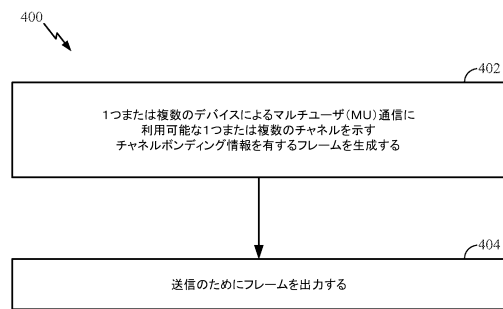 400
402
1つまたは複数のデバイスによるマルチユーザ(MU)通信に
利用可能な1つまたは複数のチャネルを示す
チャネルボンディング情報を有するフレームを生成する
404
送信のためにフレームを出力する